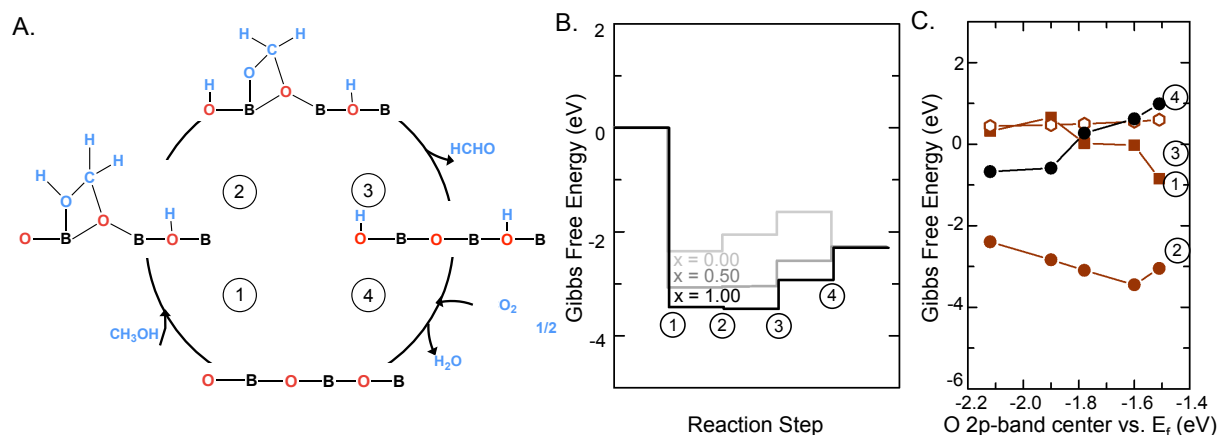 A.
H H
C
O
H
O B O B O B
H
2
3
HCHO
H
H
C
H
O
O
H
O B B O B
H H
O B O B O B
1
4
CH₃OH
O₂
1/2
H₂O
O B O B O B
B.
Gibbs Free Energy (eV)
2
0
-2
-4
x = 0.00
x = 0.50
x = 1.00
1 2 3 4
Reaction Step
C.
Gibbs Free Energy (eV)
2
0
-2
-4
-6
4
3
1
2
-2.2 -2.0 -1.8 -1.6 -1.4
O 2p-band center vs. E_f (eV)